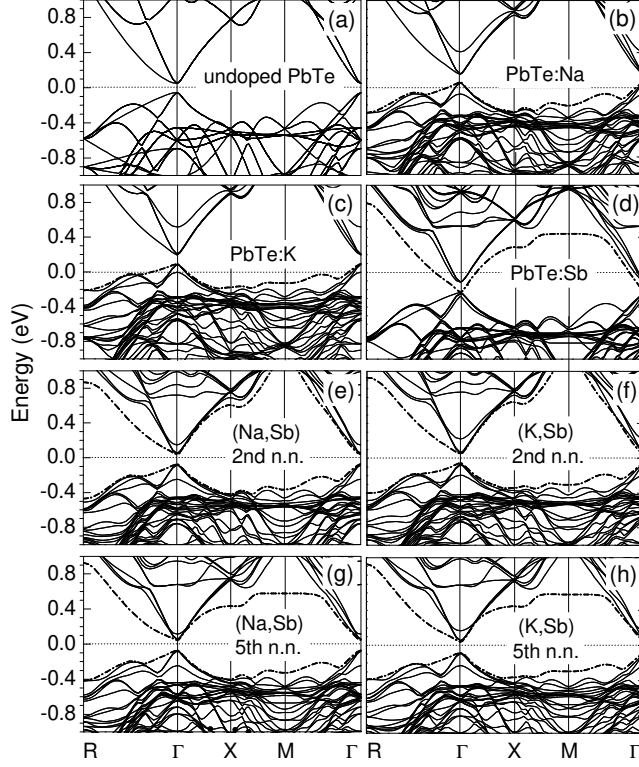 0.8 (a) (b)
0.4 undoped PbTe PbTe:Na
0.0
-0.4
-0.8
0.8 (c) (d)
0.4 PbTe:K PbTe:Sb
0.0
-0.4
-0.8
Energy (eV)
0.8 (e) (f)
0.4 (Na,Sb) (K,Sb)
2nd n.n. 2nd n.n.
0.0
-0.4
-0.8
0.8 (g) (h)
0.4 (Na,Sb) (K,Sb)
5th n.n. 5th n.n.
0.0
-0.4
-0.8
R Γ X M Γ R Γ X M Γ